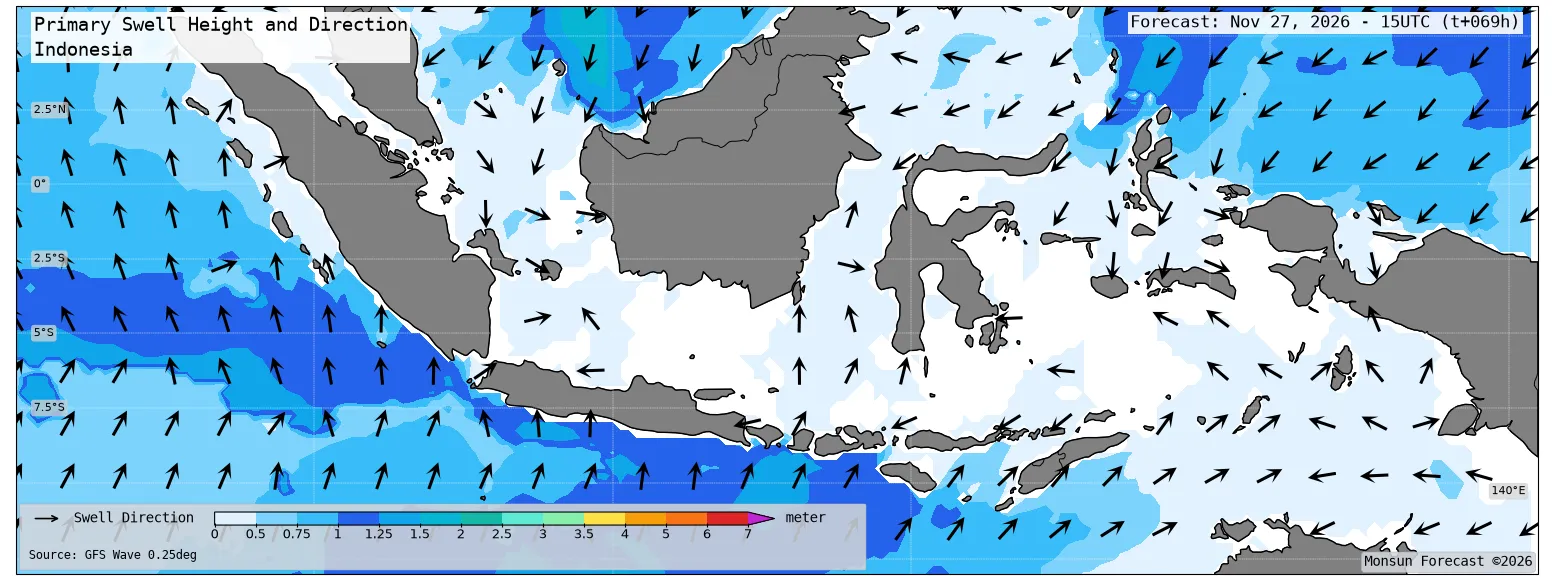 Primary Swell Height and Direction
Indonesia
Forecast: Nov 27, 2026 - 15UTC (t+069h)
2.5°N
0°
2.5°S
5°S
7.5°S
140°E
Swell Direction
0 0.5 0.75 1 1.25 1.5 2 2.5 3 3.5 4 5 6 7
meter
Source: GFS Wave 0.25deg
Monsun Forecast ©2026